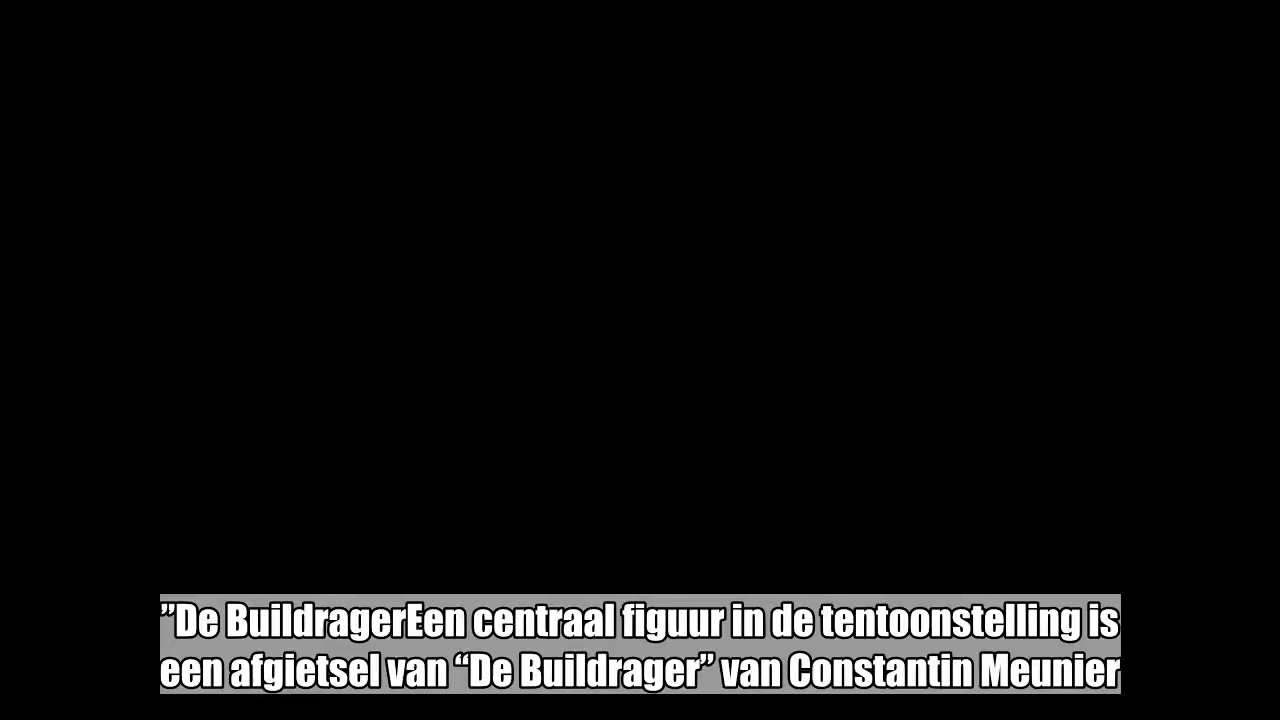 ”De BuildragerEen centraal figuur in de tentoonstelling is
een afgietsel van “De Buildrager” van Constantin Meunier